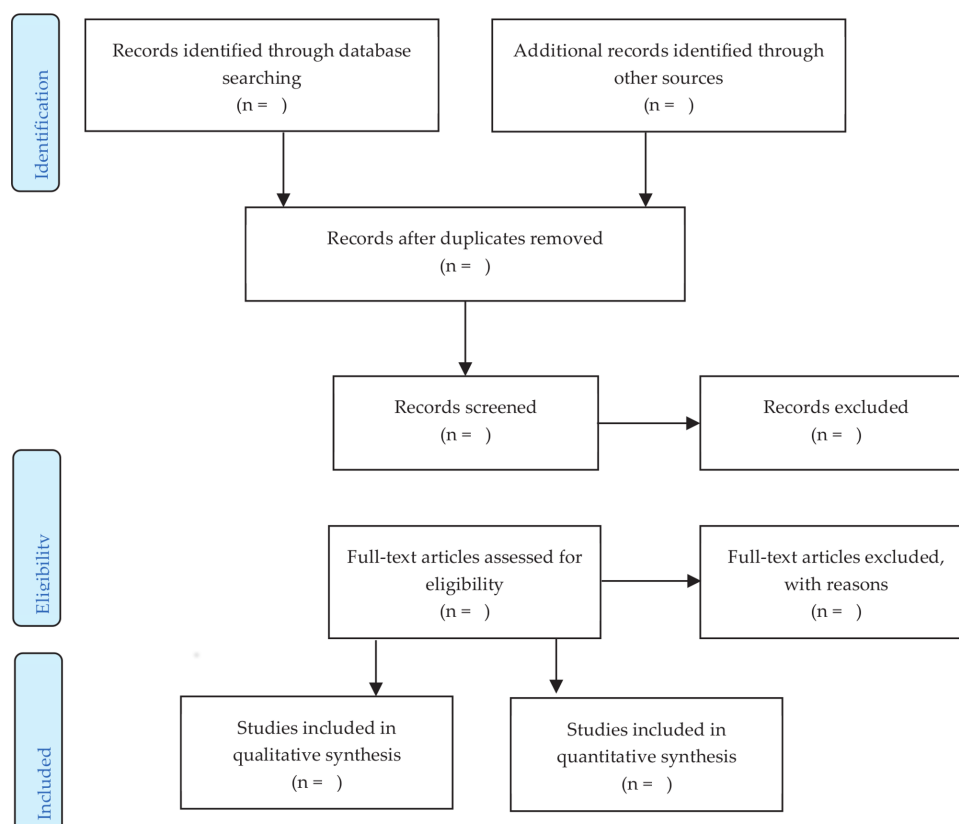 Identification
Records identified through database
searching
(n =   )
Additional records identified through
other sources
(n =   )
Records after duplicates removed
(n =   )
Records screened
(n =   )
Records excluded
(n =   )
Eligibility
Full-text articles assessed for
eligibility
(n =   )
Full-text articles excluded,
with reasons
(n =   )
Included
Studies included in
qualitative synthesis
(n =   )
Studies included in
quantitative synthesis
(n =   )